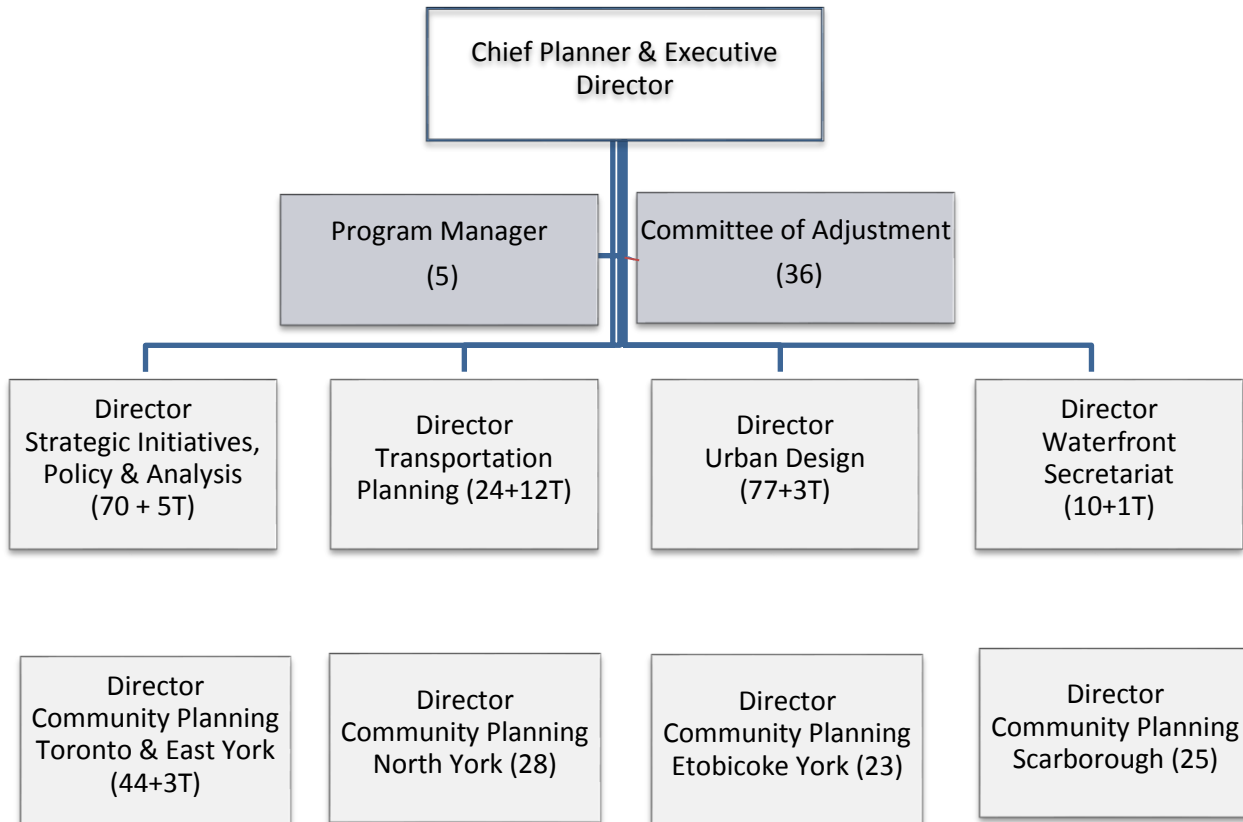 Chief Planner & Executive
Director
Program Manager
(5)
Committee of Adjustment
(36)
Director
Strategic Initiatives,
Policy & Analysis
(70 + 5T)
Director
Transportation
Planning (24+12T)
Director
Urban Design
(77+3T)
Director
Waterfront
Secretariat
(10+1T)
Director
Community Planning
Toronto & East York
(44+3T)
Director
Community Planning
North York (28)
Director
Community Planning
Etobicoke York (23)
Director
Community Planning
Scarborough (25)